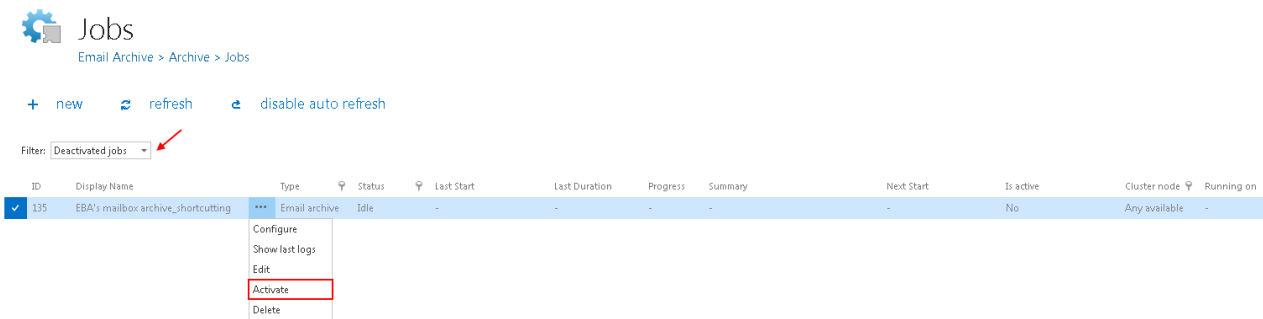 Jobs
Email Archive > Archive > Jobs
+ new refresh disable auto refresh
Filter: Deactivated jobs
ID Display Name Type Status Last Start Last Duration Progress Summary Next Start Is active Cluster node Running on
135 EBA's mailbox archive_shortcutting ••• Email archive Idle - - - - - No Any available -
Configure
Show last logs
Edit
Activate
Delete